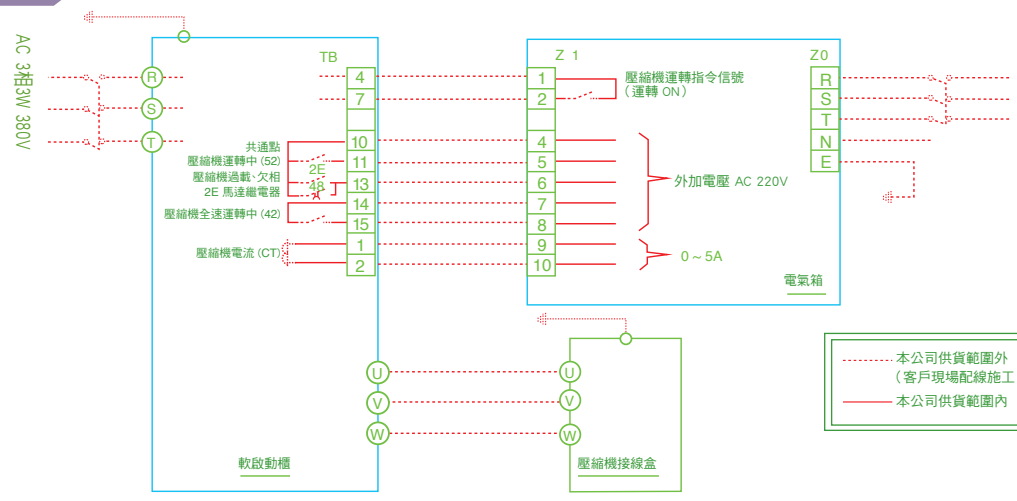 AC 3相3W 380V
R
S
T
TB
4
7
10
11
13
14
15
1
2
共通點
壓縮機運轉中 (52)
2E
壓縮機過載、欠相
48
2E 馬達繼電器
壓縮機全速運轉中 (42)
壓縮機電流 (CT)
U
V
W
軟啟動櫃
Z 1
1
2
4
5
6
7
8
9
10
壓縮機運轉指令信號
(運轉 ON)
外加電壓 AC 220V
0～5A
Z0
R
S
T
N
E
電氣箱
U
V
W
壓縮機接線盒
本公司供貨範圍外
(客戶現場配線施工
本公司供貨範圍內